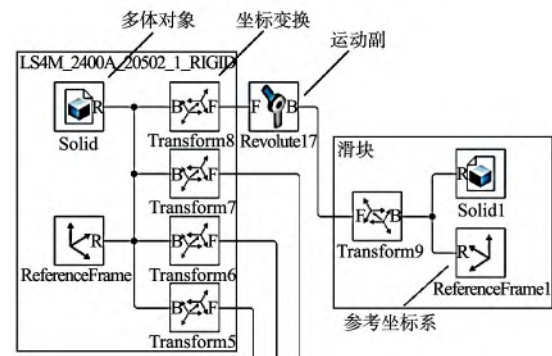 多体对象
坐标变换
运动副
LS4M_2400A_20502_1_RIGID
R
Solid
B F
Transform8
F B
Revolute17
B F
Transform7
R
ReferenceFrame
B F
Transform6
B F
Transform5
滑块
F B
Transform9
R
Solid1
R
ReferenceFrame1
参考坐标系